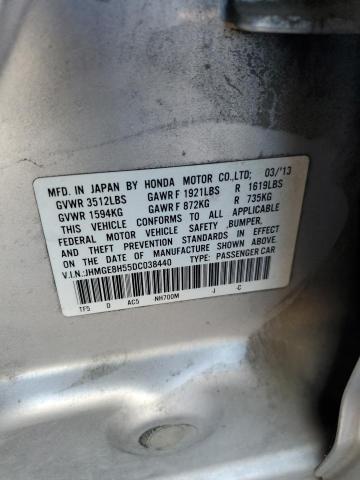 MFD. IN JAPAN BY HONDA MOTOR CO.,LTD; 03/'13
GVWR 3512LBS GAWR F 1921LBS R 1619LBS
GVWR 1594KG GAWR F 872KG R 735KG
THIS VEHICLE CONFORMS TO ALL APPLICABLE
FEDERAL MOTOR VEHICLE SAFETY ,BUMPER,
AND THEFT PREVENTION STANDARDS IN EFFECT
ON THE DATE OF MANUFACTURE SHOWN ABOVE.
V.I.N.:JHMGE8H55DC038440 TYPE: PASSENGER CAR
TF5 D AC5 NH700M J C